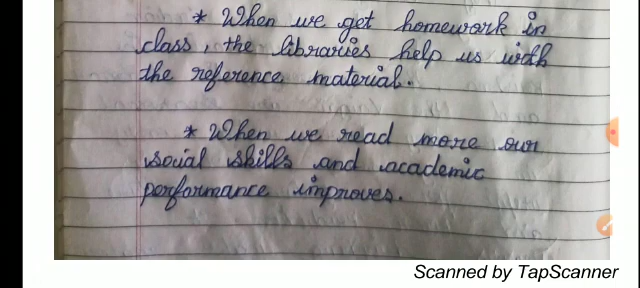 * When we get homework in
class, the libraries help us with
the reference material.
* When we read more our
social skills and academic
performance improves.
Scanned by TapScanner